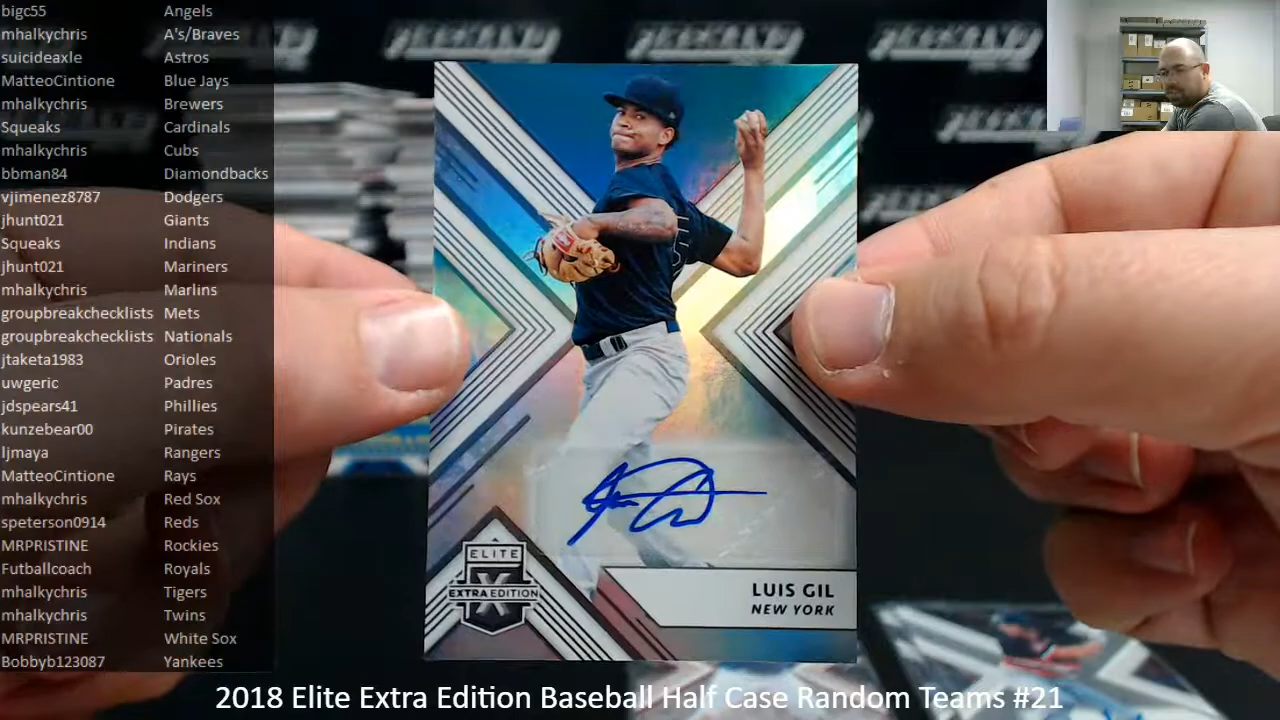 bigc55 Angels
mhalkychris A's/Braves
suicideaxle Astros
MatteoCintione Blue Jays
mhalkychris Brewers
Squeaks Cardinals
mhalkychris Cubs
bbman84 Diamondbacks
vjimenez8787 Dodgers
jhunt021 Giants
Squeaks Indians
jhunt021 Mariners
mhalkychris Marlins
groupbreakchecklists Mets
groupbreakchecklists Nationals
jtaketa1983 Orioles
uwgeric Padres
jdspears41 Phillies
kunzebear00 Pirates
ljmaya Rangers
MatteoCintione Rays
mhalkychris Red Sox
speterson0914 Reds
MRPRISTINE Rockies
Futballcoach Royals
mhalkychris Tigers
mhalkychris Twins
MRPRISTINE White Sox
Bobbyb123087 Yankees
ELITE
X
EXTRA EDITION
LUIS GIL
NEW YORK
2018 Elite Extra Edition Baseball Half Case Random Teams #21